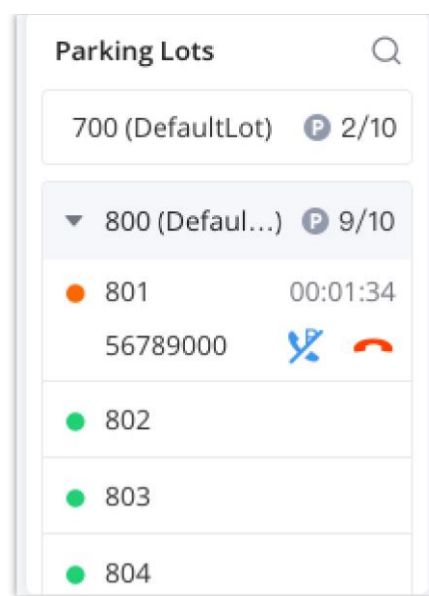 Parking Lots
700 (DefaultLot) P 2/10
800 (Defaul...) P 9/10
801 00:01:34
56789000 P
802
803
804